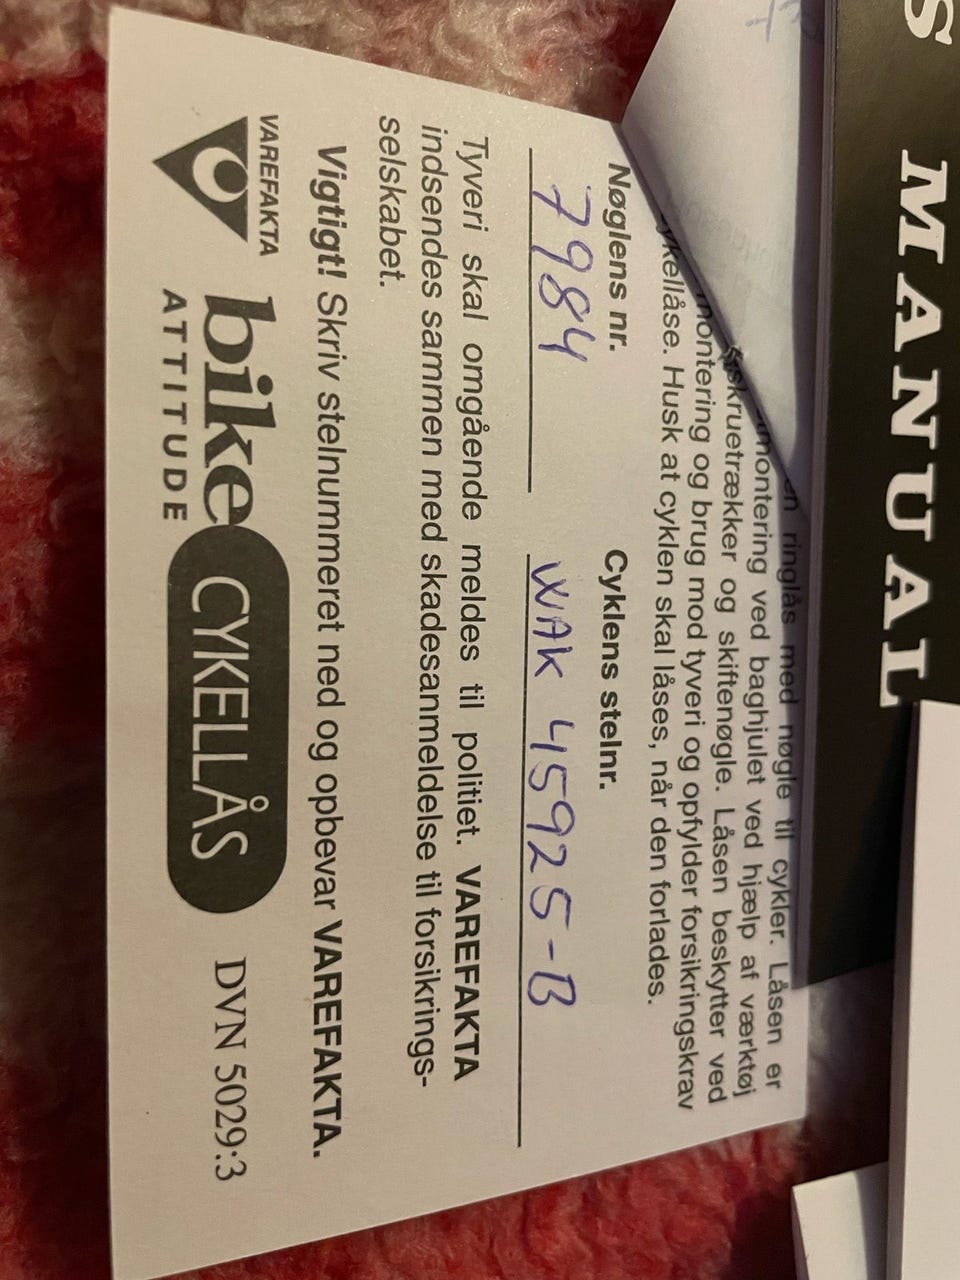 S MANUAL
en ringlås med nøgle til cykler. Låsen er
montering ved baghjulet ved hjælp af værktøj
skruetrækker og skiftenøgle. Låsen beskytter ved
montering og brug mod tyveri og opfylder forsikringskrav
ykellåse. Husk at cyklen skal låses, når den forlades.
Nøglens nr. Cyklens stelnr.
7984 WAK 45925-B
Tyveri skal omgående meldes til politiet. VAREFAKTA
indsendes sammen med skadesanmeldelse til forsikrings-
selskabet.
Vigtigt! Skriv stelnummeret ned og opbevar VAREFAKTA.
VAREFAKTA
bike CYKELLÅS DVN 5029:3
ATTITUDE